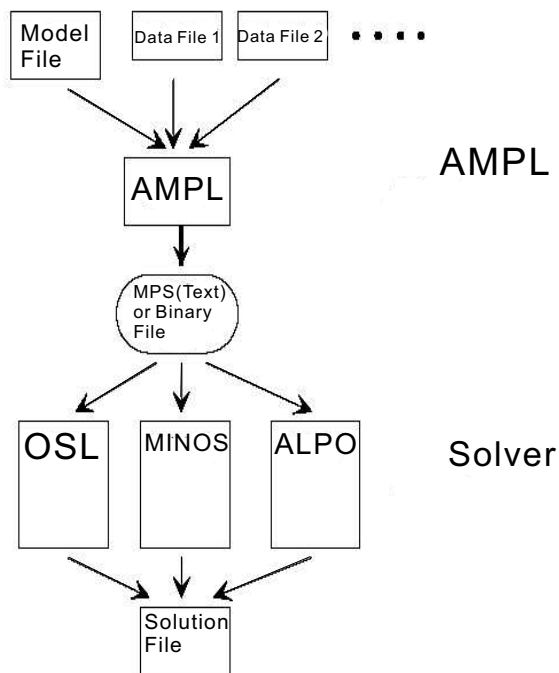 Model
File
Data File 1
Data File 2
AMPL
AMPL
MPS(Text)
or Binary
File
OSL
MINOS
ALPO
Solver
Solution
File